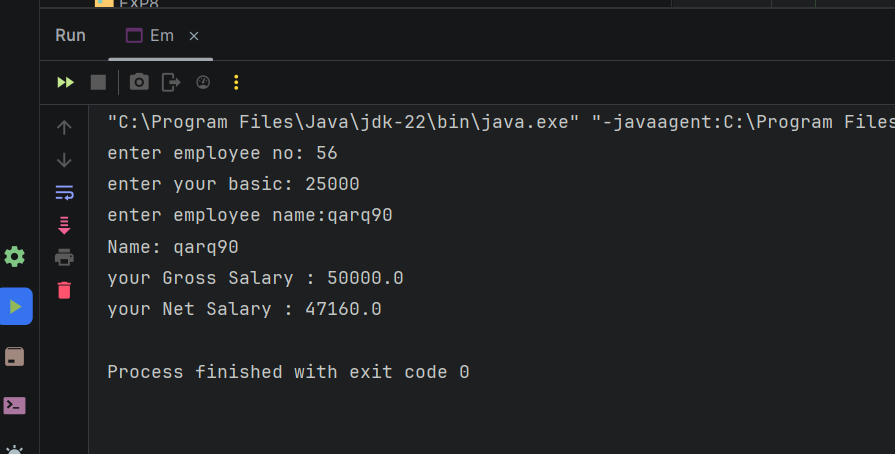 EXP8
Run Em
"C:\Program Files\Java\jdk-22\bin\java.exe" "-javaagent:C:\Program Files
enter employee no: 56
enter your basic: 25000
enter employee name:qarq90
Name: qarq90
your Gross Salary : 50000.0
your Net Salary : 47160.0
Process finished with exit code 0